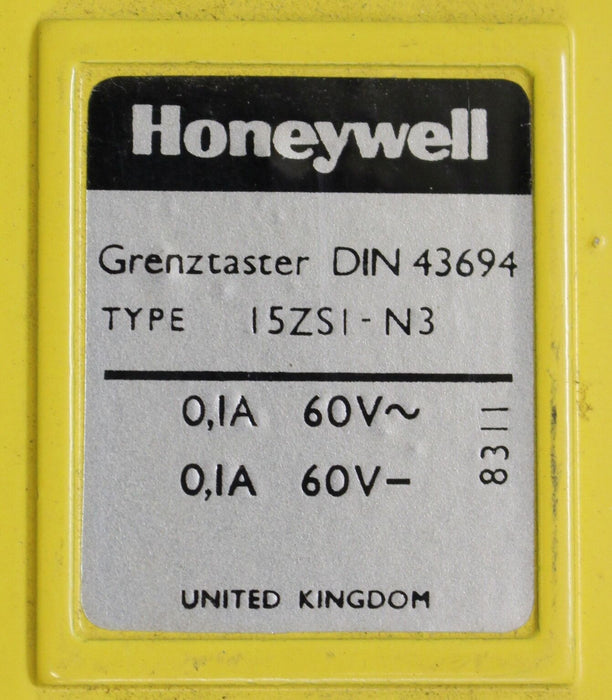 Honeywell
Grenztaster DIN 43694
TYPE 15ZS1-N3
0,1A 60V~
0,1A 60V–
8311
UNITED KINGDOM